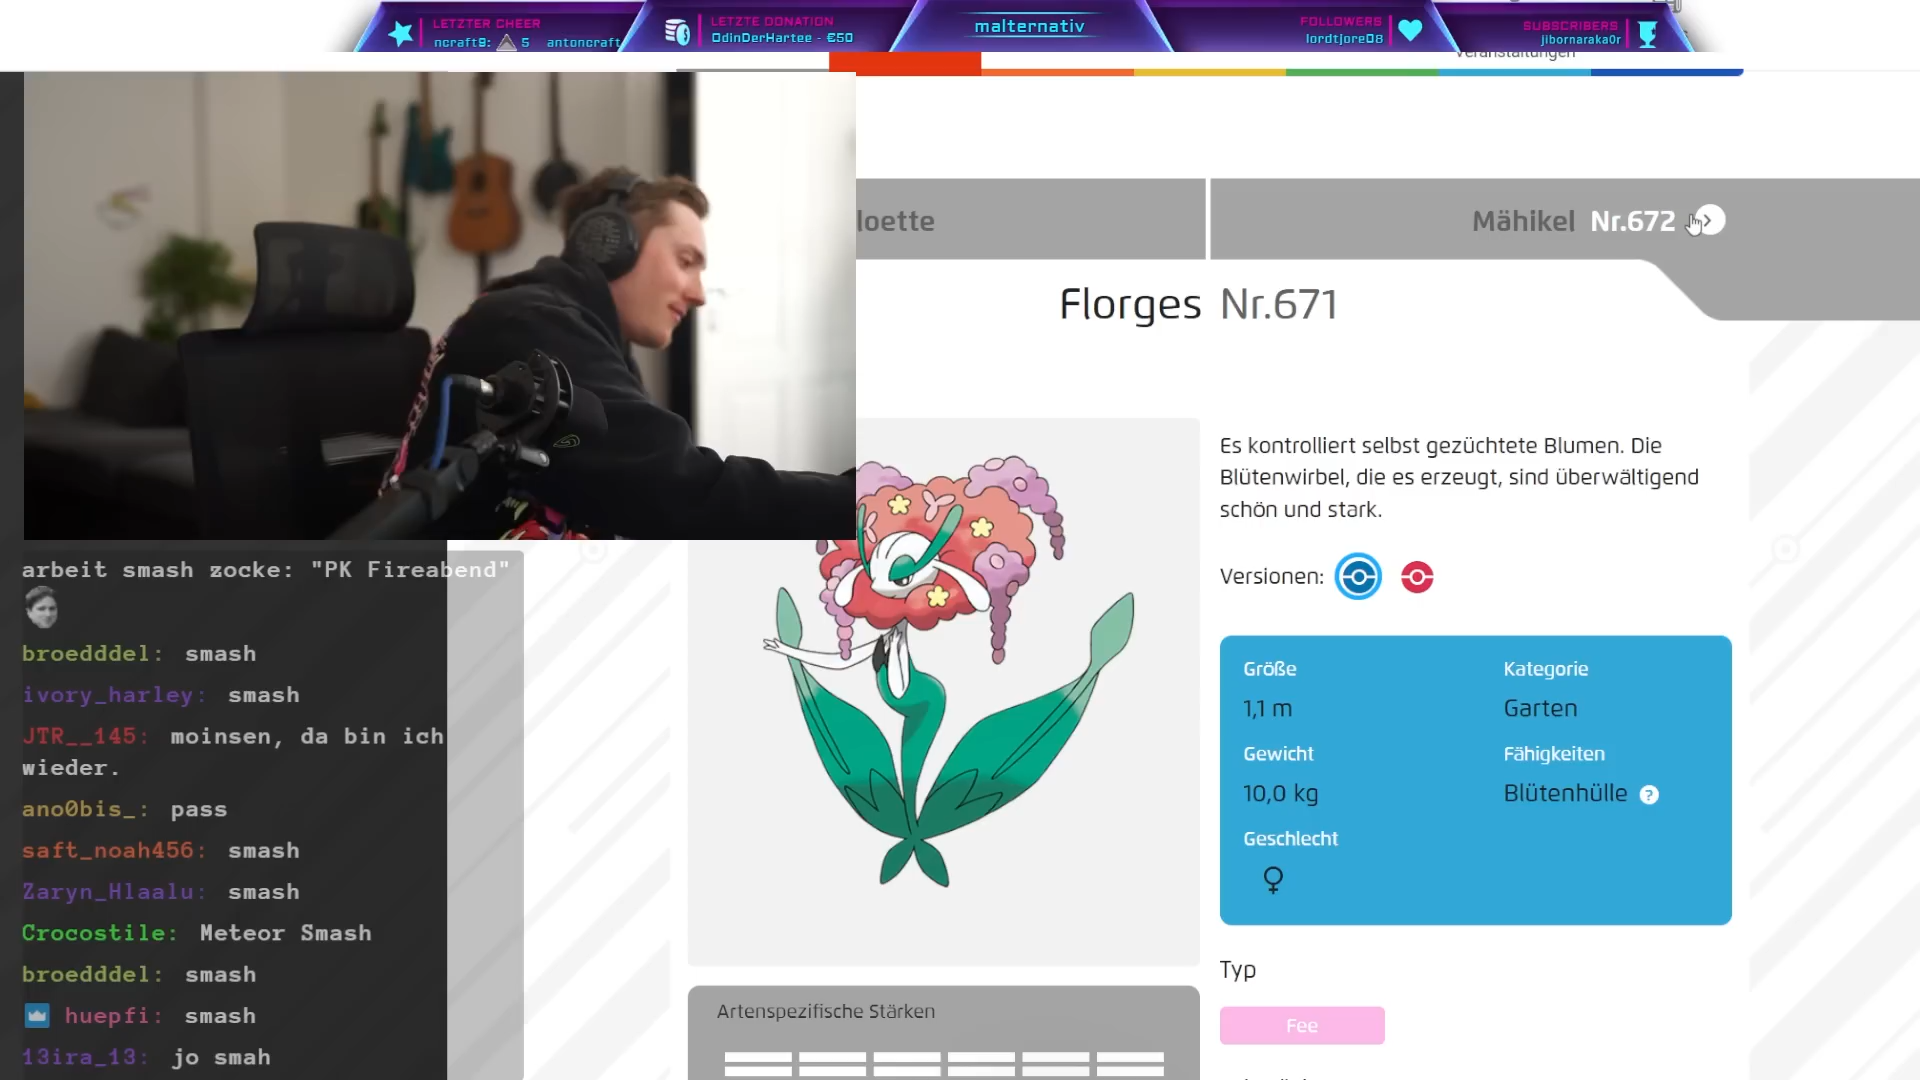 LETZTER CHEER
ncraft9: 5 antoncraft
LETZTE DONATION
OdinDerHartee - €50
malternativ
FOLLOWERS
lordtjore08
SUBSCRIBERS
jibornaraka0r
Veranstaltungen
loette
Mähikel Nr.672
Florges Nr.671
Es kontrolliert selbst gezüchtete Blumen. Die
Blütenwirbel, die es erzeugt, sind überwältigend
schön und stark.
Versionen:
Größe
1,1 m
Kategorie
Garten
Gewicht
10,0 kg
Fähigkeiten
Blütenhülle ?
Geschlecht
Typ
Fee
Artenspezifische Stärken
arbeit smash zocke: "PK Fireabend"
broedddel: smash
ivory_harley: smash
JTR__145: moinsen, da bin ich
wieder.
ano0bis_: pass
saft_noah456: smash
Zaryn_Hlaalu: smash
Crocostile: Meteor Smash
broedddel: smash
huepfi: smash
13ira_13: jo smah